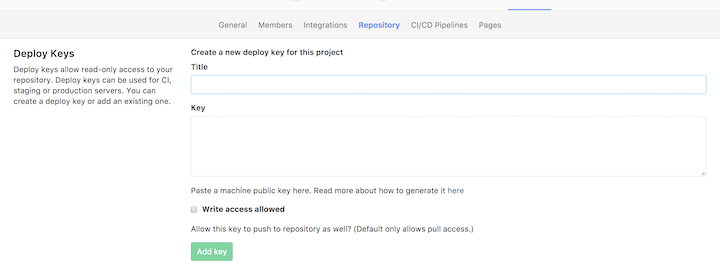 General Members Integrations Repository CI/CD Pipelines Pages
Deploy Keys
Deploy keys allow read-only access to your
repository. Deploy keys can be used for CI,
staging or production servers. You can
create a deploy key or add an existing one.
Create a new deploy key for this project
Title
Key
Paste a machine public key here. Read more about how to generate it here
Write access allowed
Allow this key to push to repository as well? (Default only allows pull access.)
Add key